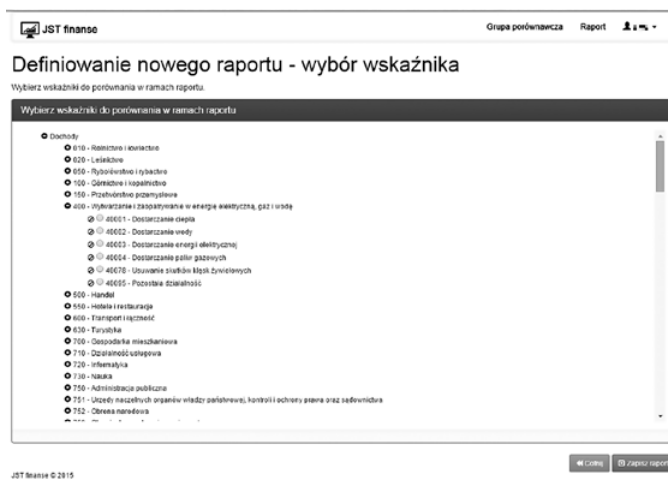 JST finanse
Grupa porównawcza Raport
Definiowanie nowego raportu - wybór wskaźnika
Wybierz wskaźniki do porównania w ramach raportu.
Wybierz wskaźniki do porównania w ramach raportu
Dochody
010 - Rolnictwo i łowiectwo
020 - Leśnictwo
050 - Rybołówstwo i rybactwo
100 - Górnictwo i kopalnictwo
150 - Przetwórstwo przemysłowe
400 - Wytwarzanie i zaopatrywanie w energię elektryczną, gaz i wodę
40001 - Dostarczanie ciepła
40002 - Dostarczanie wody
40003 - Dostarczanie energii elektrycznej
40004 - Dostarczanie paliw gazowych
40078 - Usuwanie skutków klęsk żywiołowych
40095 - Pozostała działalność
500 - Handel
550 - Hotele i restauracje
600 - Transport i łączność
630 - Turystyka
700 - Gospodarka mieszkaniowa
710 - Działalność usługowa
720 - Informatyka
730 - Nauka
750 - Administracja publiczna
751 - Urzędy naczelnych organów władzy państwowej, kontroli i ochrony prawa oraz sądownictwa
752 - Obrona narodowa
Cofnij Zapisz raport
JST finanse © 2015